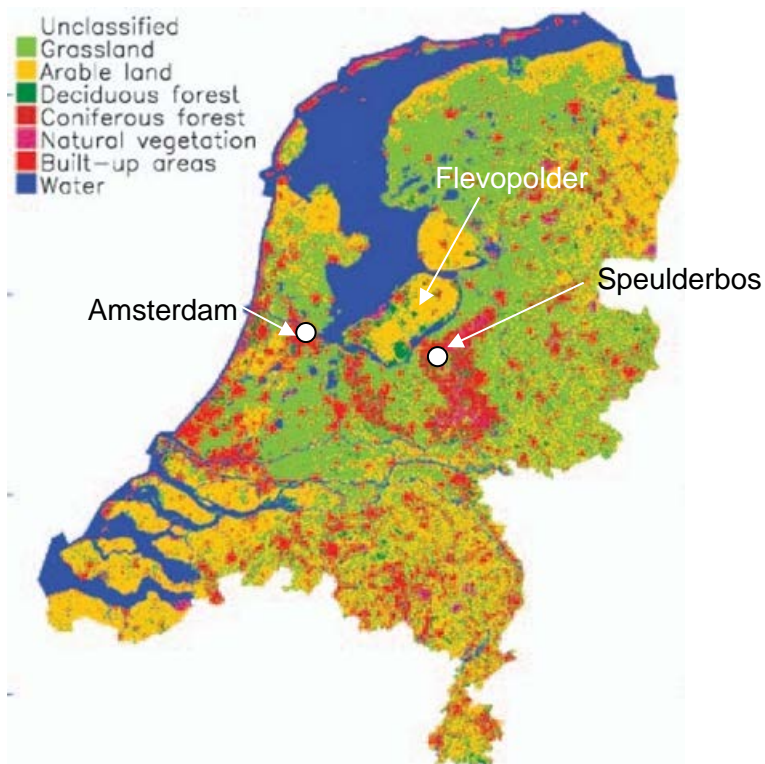 Unclassified
Grassland
Arable land
Deciduous forest
Coniferous forest
Natural vegetation
Built-up areas
Water
Flevopolder
Speulderbos
Amsterdam